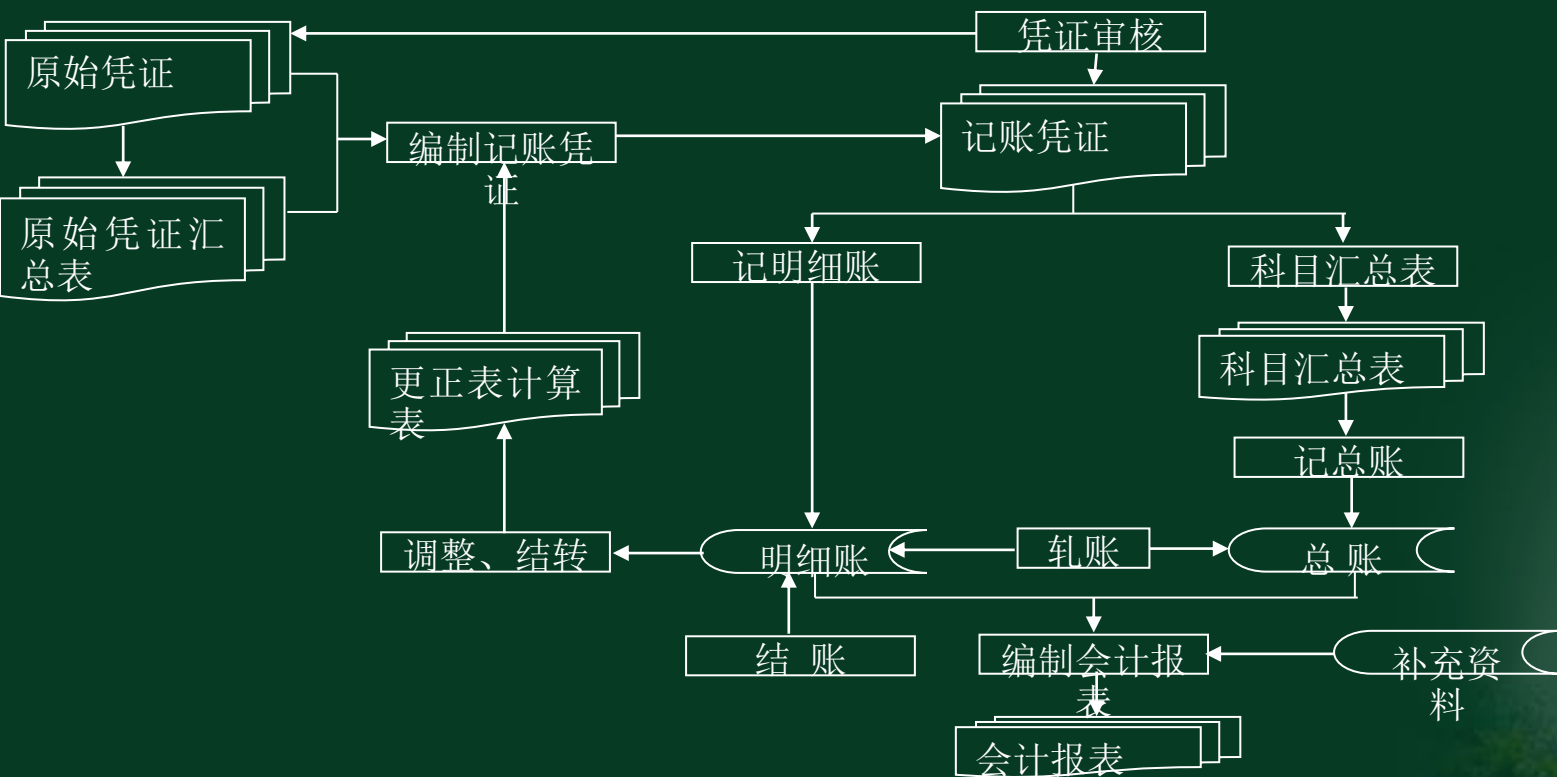 凭证审核
原始凭证
编制记账凭
证
记账凭证
原始凭证汇
总表
记明细账
科目汇总表
更正表计算
表
科目汇总表
记总账
调整、结转
明细账
轧账
总 账
结 账
编制会计报
表
补充资
料
会计报表